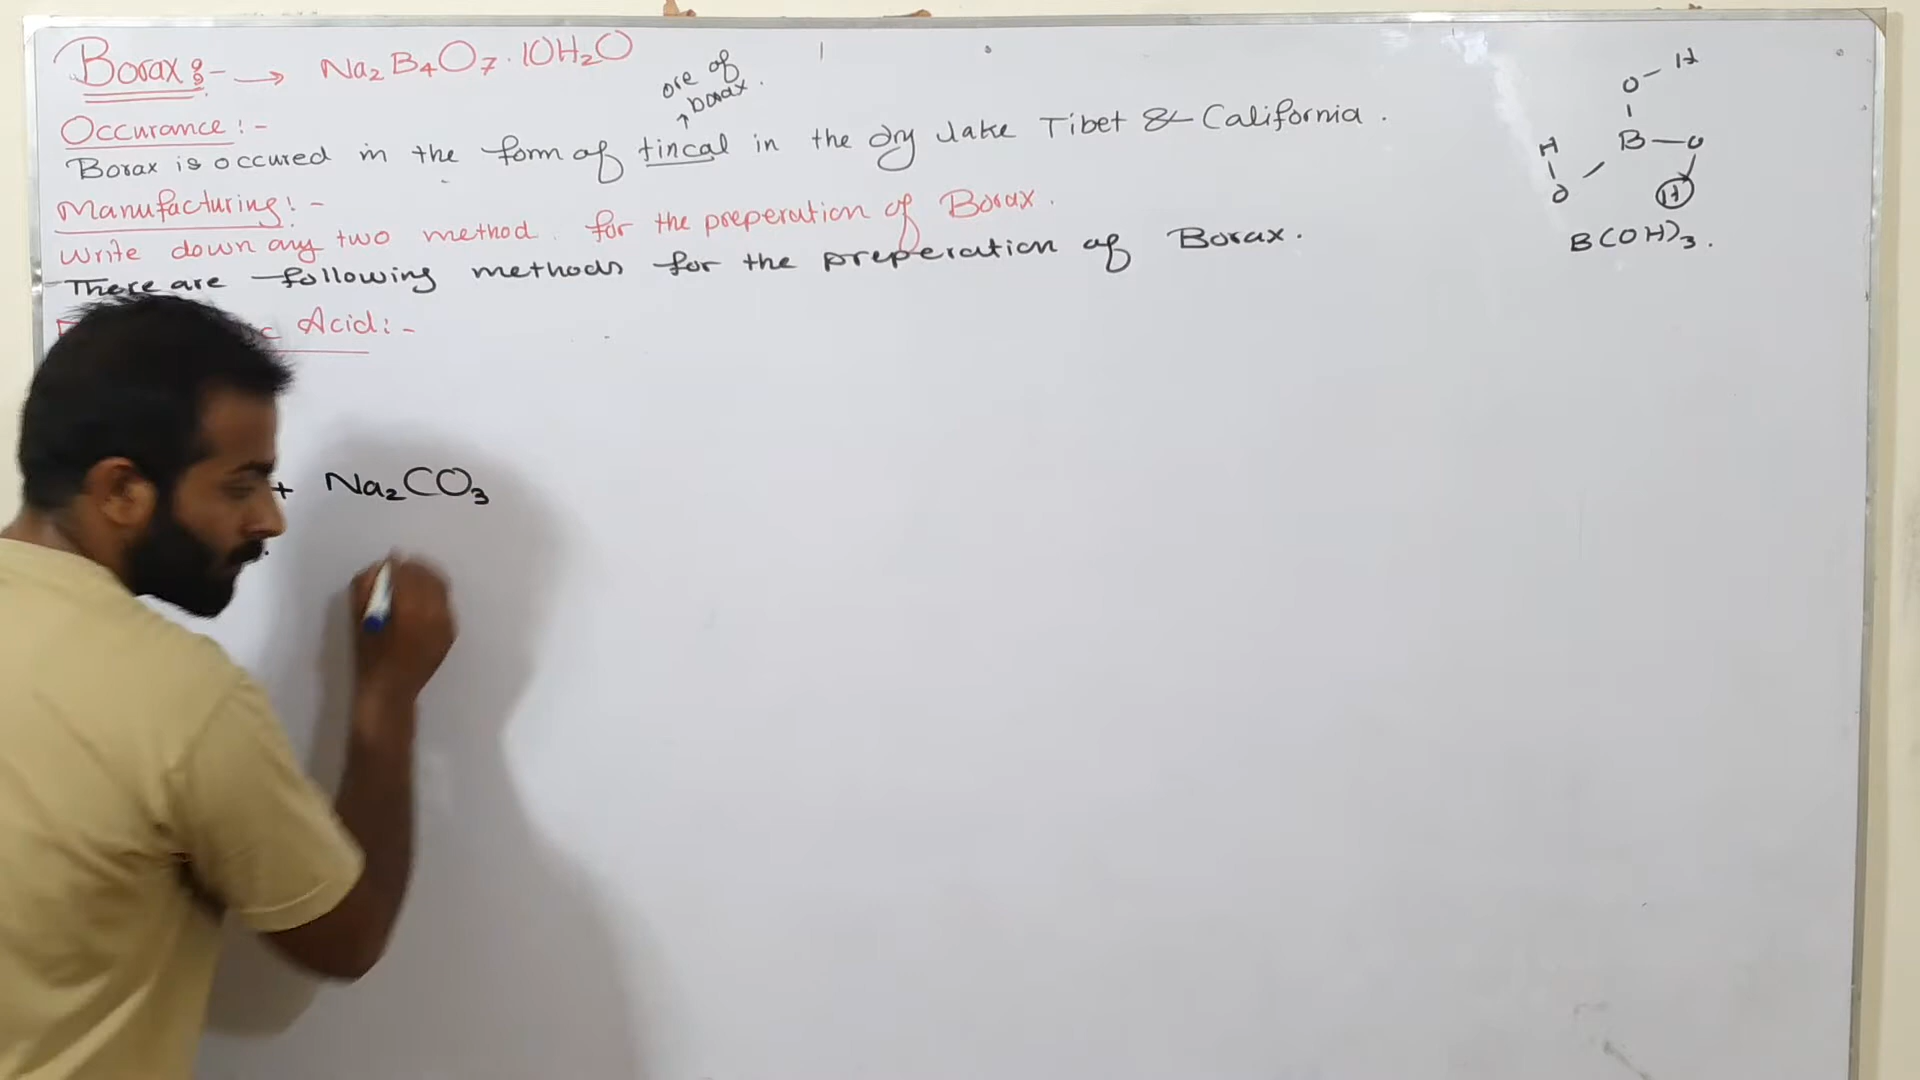 Borax :- → Na2B4O7.10H2O
ore of
borax.
↑
Occurance :-
Borax is occured in the form of tincal in the dry lake Tibet & California.
Manufacturing :-
Write down any two method for the preperation of Borax.
There are following methods for the preperation of Borax.
Acid :-
+ Na2CO3
O - H
H B - O
O H
B(OH)3.